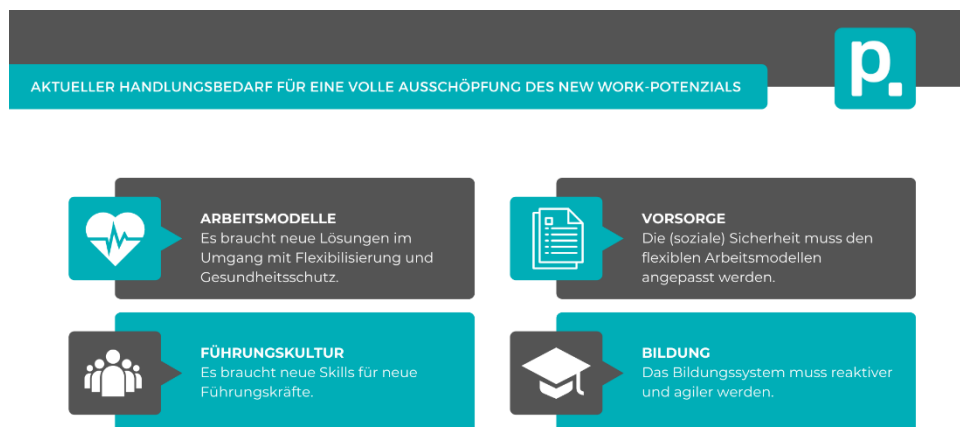 p.
AKTUELLER HANDLUNGSBEDARF FÜR EINE VOLLE AUSSCHÖPFUNG DES NEW WORK-POTENZIALS
ARBEITSMODELLE
Es braucht neue Lösungen im
Umgang mit Flexibilisierung und
Gesundheitsschutz.
VORSORGE
Die (soziale) Sicherheit muss den
flexiblen Arbeitsmodellen
angepasst werden.
FÜHRUNGSKULTUR
Es braucht neue Skills für neue
Führungskräfte.
BILDUNG
Das Bildungssystem muss reaktiver
und agiler werden.